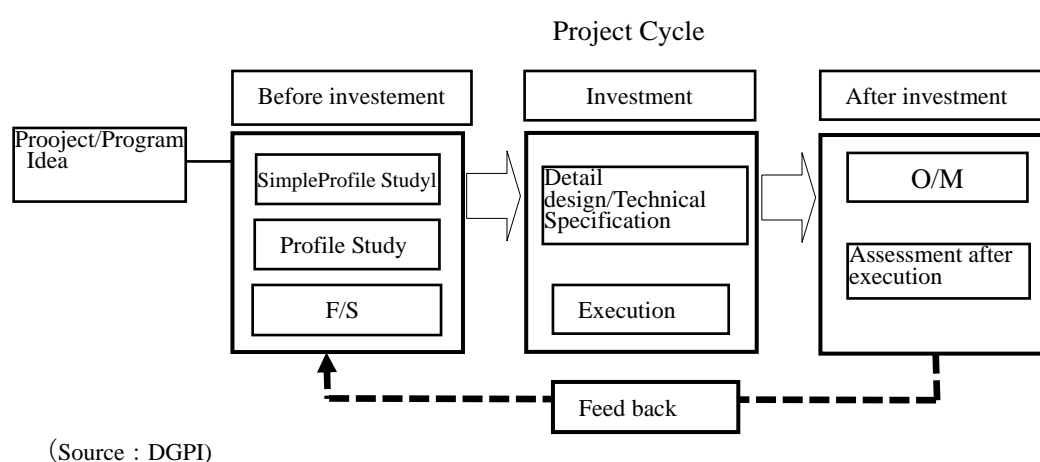 Project Cycle
Before investement
Investment
After investment
Prooject/Program
Idea
SimpleProfile Studyl
Profile Study
F/S
Detail
design/Technical
Specification
Execution
O/M
Assessment after
execution
Feed back
（Source：DGPI)